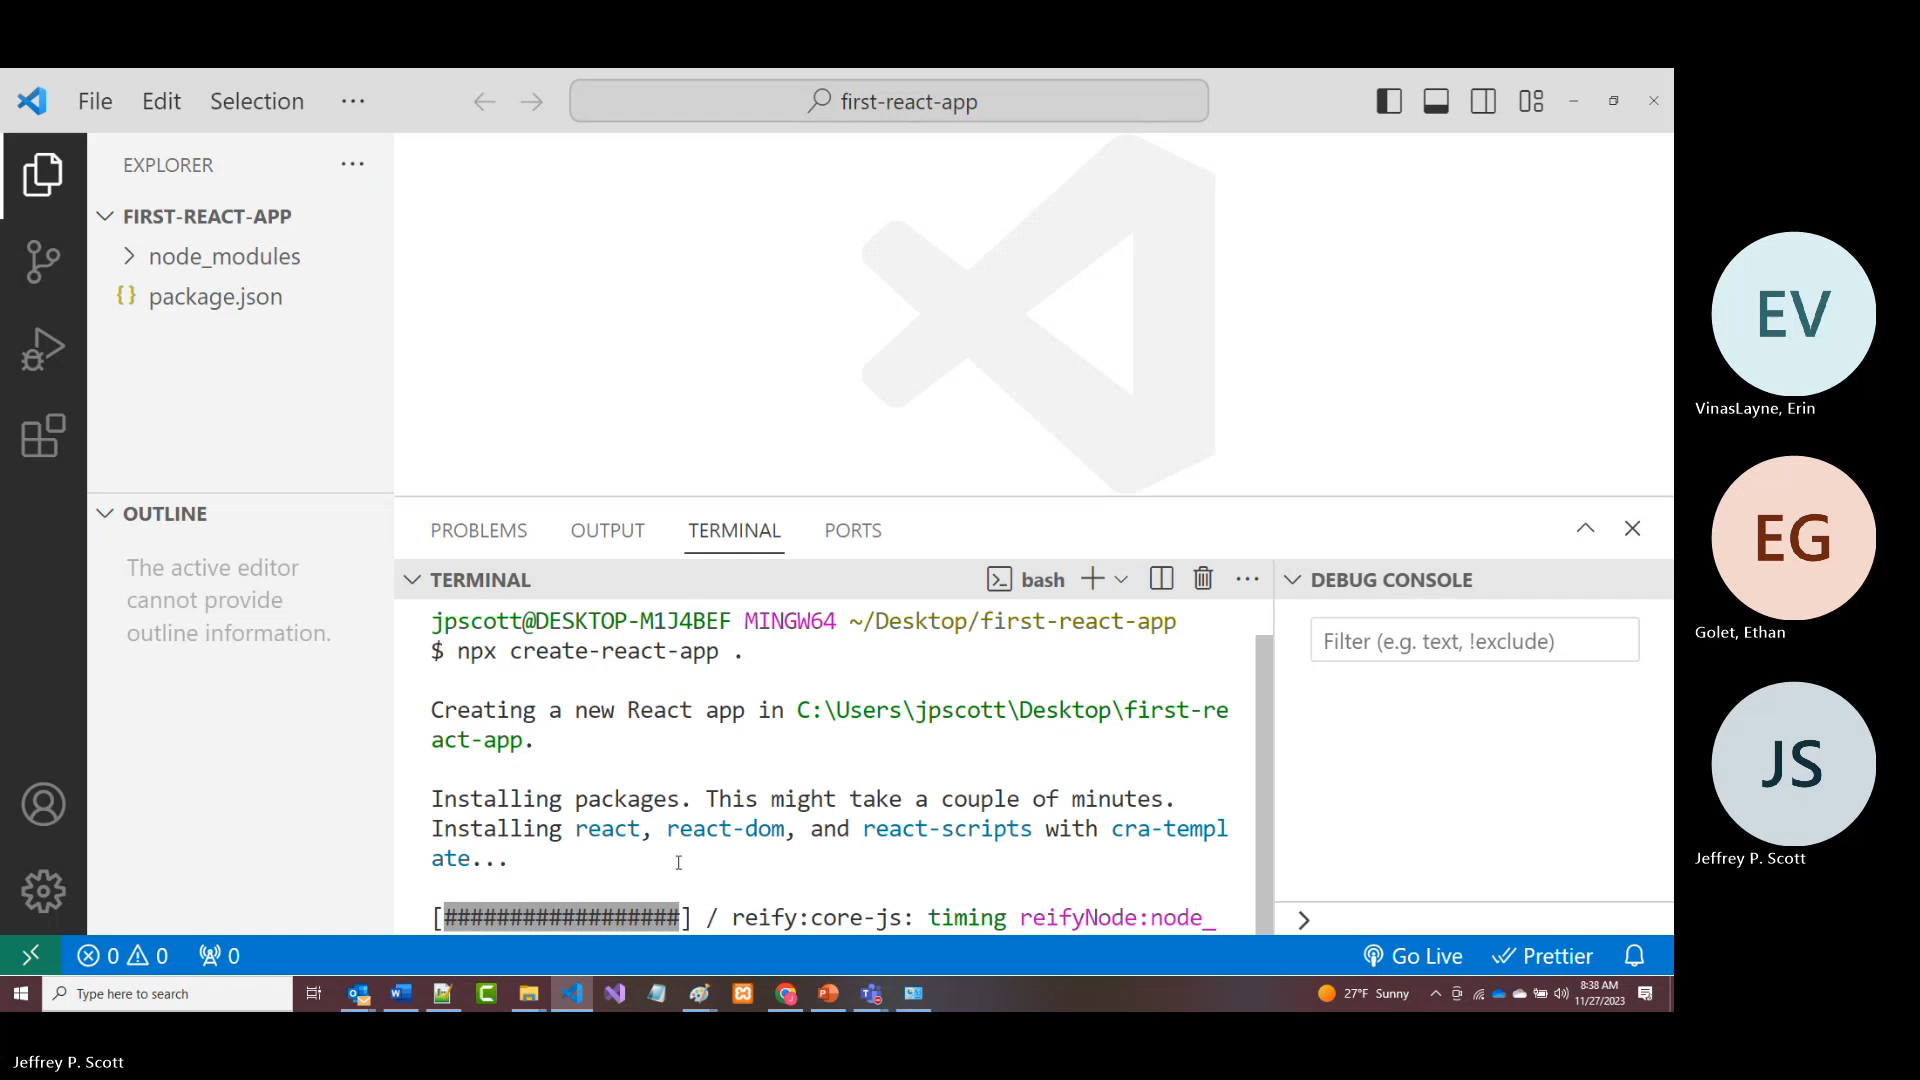 File Edit Selection ···
first-react-app
EXPLORER ···
FIRST-REACT-APP
node_modules
{} package.json
OUTLINE
The active editor
cannot provide
outline information.
PROBLEMS OUTPUT TERMINAL PORTS
TERMINAL
bash
···
jpscott@DESKTOP-M1J4BEF MINGW64 ~/Desktop/first-react-app
$ npx create-react-app .
Creating a new React app in C:\Users\jpscott\Desktop\first-re
act-app.
Installing packages. This might take a couple of minutes.
Installing react, react-dom, and react-scripts with cra-templ
ate...
[##################] / reify:core-js: timing reifyNode:node_
DEBUG CONSOLE
Filter (e.g. text, !exclude)
0 0 0
Go Live Prettier
Type here to search
27°F Sunny
8:38 AM
11/27/2023
EV
VinasLayne, Erin
EG
Golet, Ethan
JS
Jeffrey P. Scott
Jeffrey P. Scott